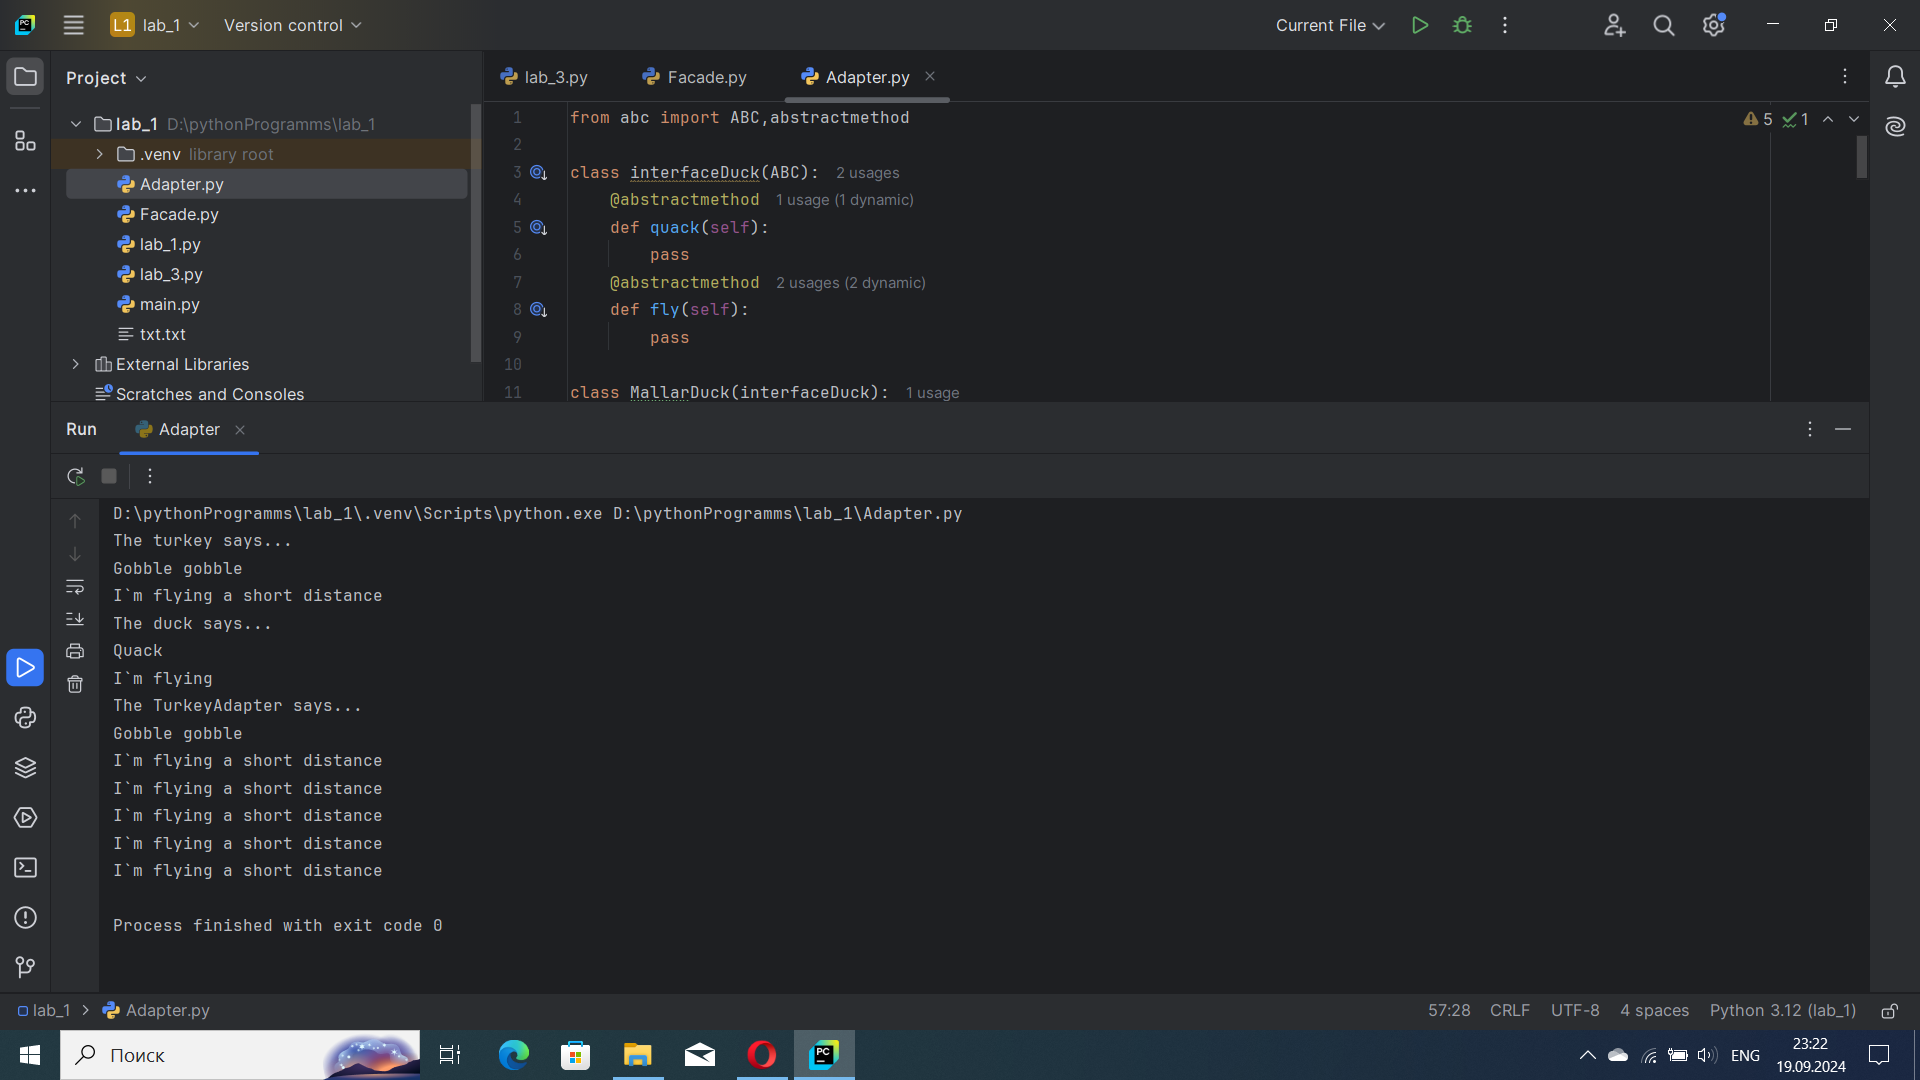 PC L1 lab_1 Version control Current File
Project
lab_3.py Facade.py Adapter.py
lab_1 D:\pythonProgramms\lab_1
.venv library root
Adapter.py
Facade.py
lab_1.py
lab_3.py
main.py
txt.txt
External Libraries
Scratches and Consoles
1 from abc import ABC,abstractmethod
5 1
2
3 class interfaceDuck(ABC): 2 usages
4 @abstractmethod 1 usage (1 dynamic)
5 def quack(self):
6 pass
7 @abstractmethod 2 usages (2 dynamic)
8 def fly(self):
9 pass
10
11 class MallarDuck(interfaceDuck): 1 usage
Run Adapter
D:\pythonProgramms\lab_1\.venv\Scripts\python.exe D:\pythonProgramms\lab_1\Adapter.py
The turkey says...
Gobble gobble
I`m flying a short distance
The duck says...
Quack
I`m flying
The TurkeyAdapter says...
Gobble gobble
I`m flying a short distance
I`m flying a short distance
I`m flying a short distance
I`m flying a short distance
I`m flying a short distance
Process finished with exit code 0
lab_1 Adapter.py 57:28 CRLF UTF-8 4 spaces Python 3.12 (lab_1)
Поиск PC ENG 23:22
19.09.2024